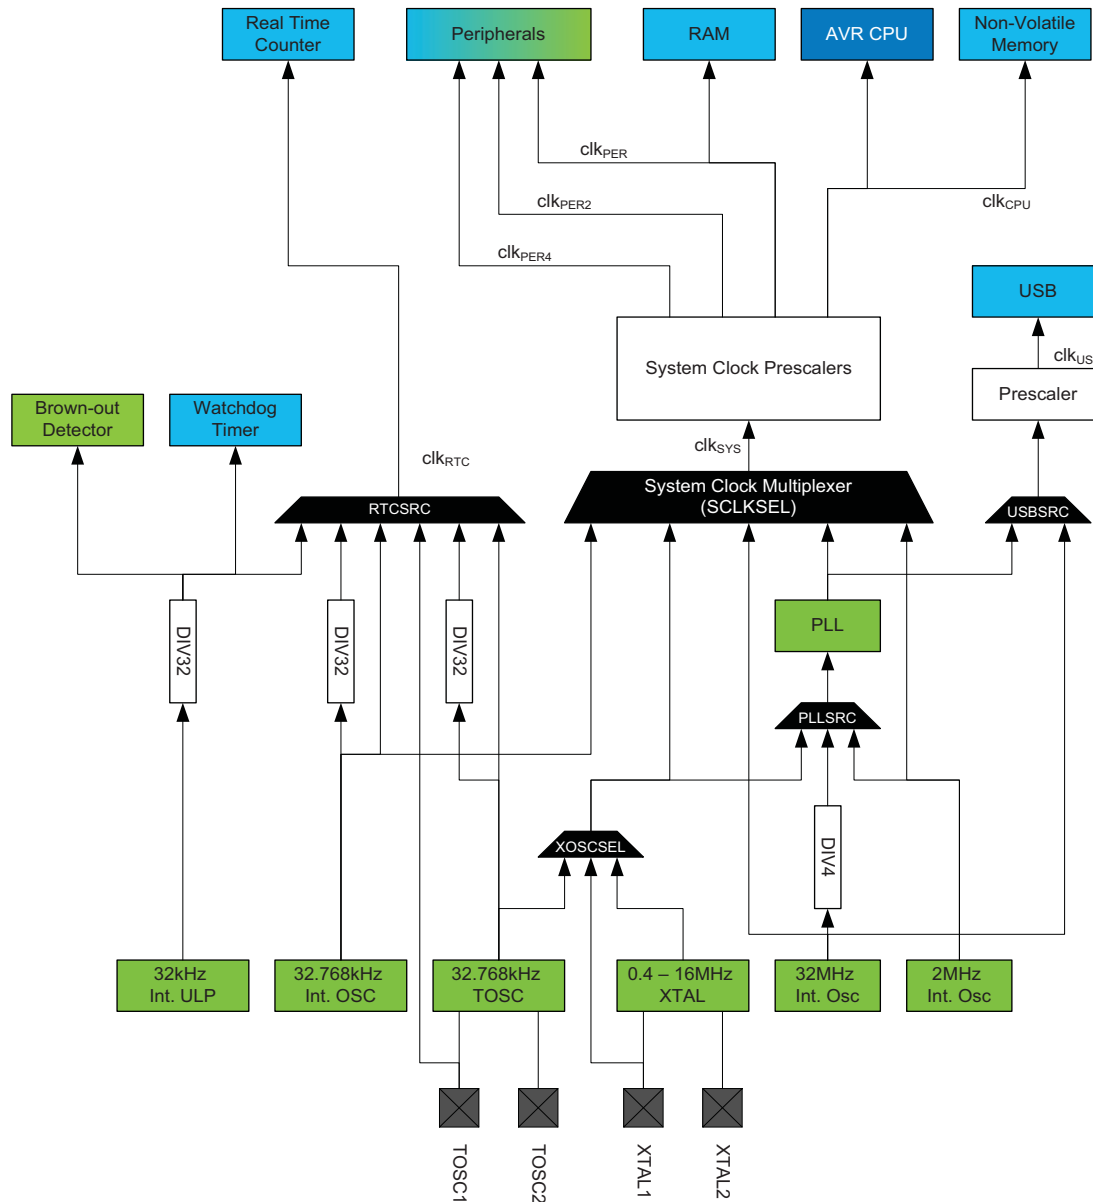 Real Time
Counter
Peripherals
RAM
AVR CPU
Non-Volatile
Memory
clkPER
clkPER2
clkCPU
clkPER4
USB
System Clock Prescalers
clkUS
Prescaler
Brown-out
Detector
Watchdog
Timer
clkRTC
clkSYS
System Clock Multiplexer
(SCLKSEL)
RTCSRC
USBSRC
DIV32
DIV32
DIV32
PLL
PLLSRC
XOSCSEL
DIV4
32kHz
Int. ULP
32.768kHz
Int. OSC
32.768kHz
TOSC
0.4 – 16MHz
XTAL
32MHz
Int. Osc
2MHz
Int. Osc
TOSC1
TOSC2
XTAL1
XTAL2